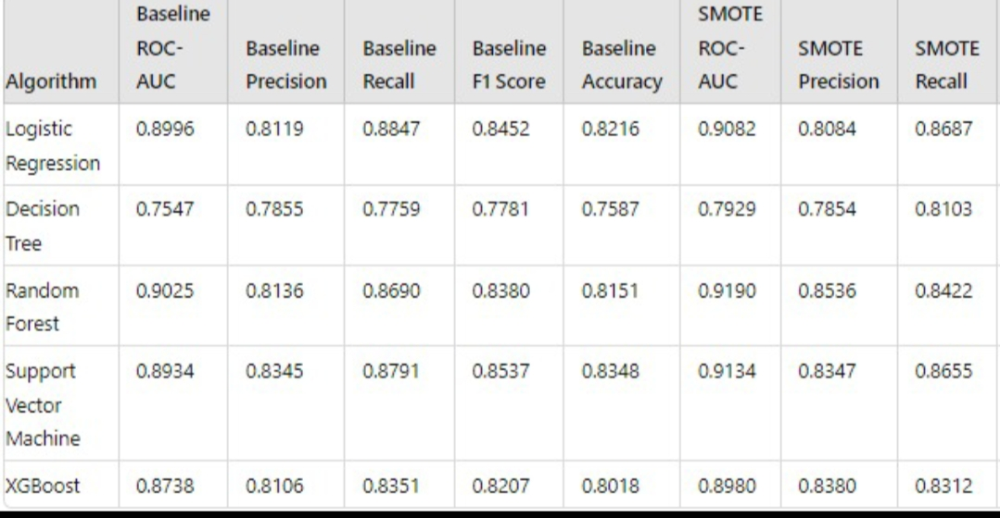 Algorithm Baseline ROC-AUC Baseline Precision Baseline Recall Baseline F1 Score Baseline Accuracy SMOTE ROC-AUC SMOTE Precision SMOTE Recall
Logistic Regression 0.8996 0.8119 0.8847 0.8452 0.8216 0.9082 0.8084 0.8687
Decision Tree 0.7547 0.7855 0.7759 0.7781 0.7587 0.7929 0.7854 0.8103
Random Forest 0.9025 0.8136 0.8690 0.8380 0.8151 0.9190 0.8536 0.8422
Support Vector Machine 0.8934 0.8345 0.8791 0.8537 0.8348 0.9134 0.8347 0.8655
XGBoost 0.8738 0.8106 0.8351 0.8207 0.8018 0.8980 0.8380 0.8312